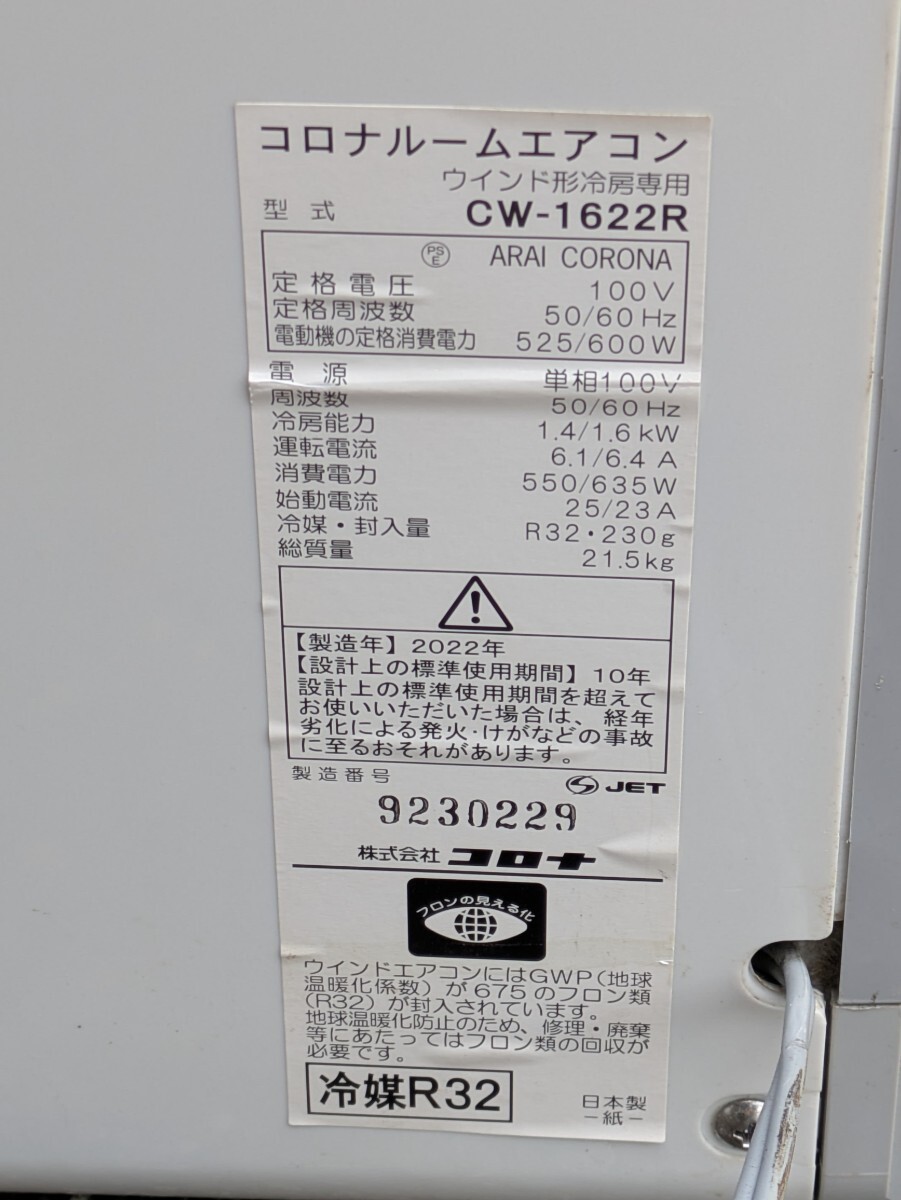 コロナルームエアコン
ウインド形冷房専用
型式 CW-1622R
PSE ARAI CORONA
定格電圧 100V
定格周波数 50/60Hz
電動機の定格消費電力 525/600W
電源 単相100V
周波数 50/60Hz
冷房能力 1.4/1.6kW
運転電流 6.1/6.4A
消費電力 550/635W
始動電流 25/23A
冷媒・封入量 R32・230g
総質量 21.5kg
【製造年】2022年
【設計上の標準使用期間】10年
設計上の標準使用期間を超えて
お使いいただいた場合は、経年
劣化による発火・けがなどの事故
に至るおそれがあります。
製造番号 JET
9230229
株式会社コロナ
フロンの見える化
ウインドエアコンにはGWP(地球
温暖化係数)が675のフロン類
(R32)が封入されています。
地球温暖化防止のため、修理・廃棄
等にあたってはフロン類の回収が
必要です。
冷媒R32
日本製
-紙-